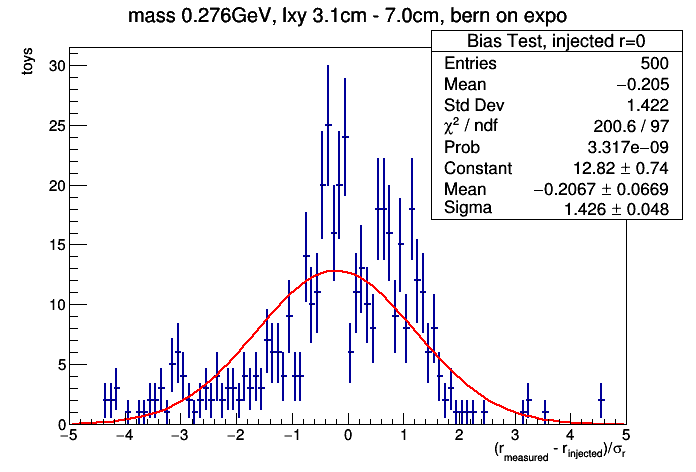 mass 0.276GeV, lxy 3.1cm - 7.0cm, bern on expo
toys
Bias Test, injected r=0
Entries 500
Mean −0.205
Std Dev 1.422
χ² / ndf 200.6 / 97
Prob 3.317e−09
Constant 12.82 ± 0.74
Mean −0.2067 ± 0.0669
Sigma 1.426 ± 0.048
30
25
20
15
10
5
0
−5 −4 −3 −2 −1 0 1 2 3 4 5
(r_measured - r_injected)/σ_r